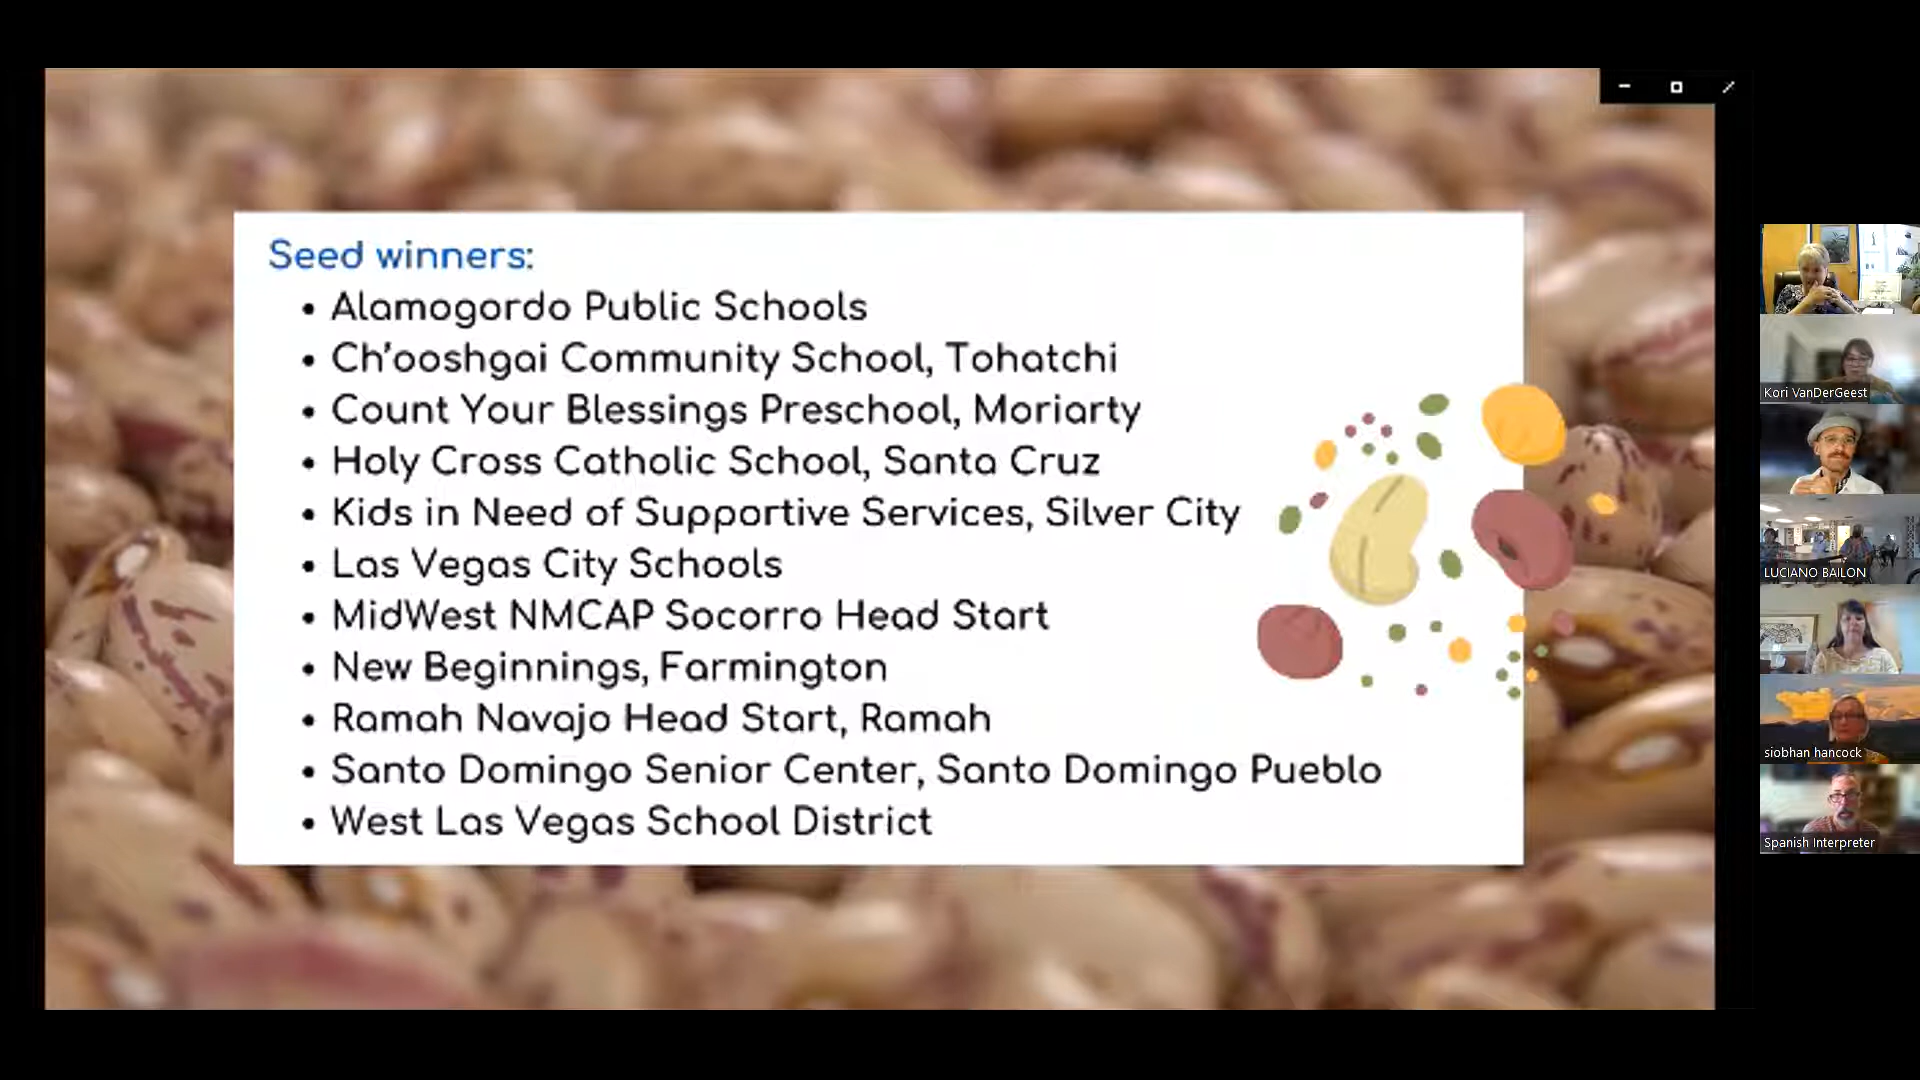 Seed winners:
• Alamogordo Public Schools
• Ch’ooshgai Community School, Tohatchi
• Count Your Blessings Preschool, Moriarty
• Holy Cross Catholic School, Santa Cruz
• Kids in Need of Supportive Services, Silver City
• Las Vegas City Schools
• MidWest NMCAP Socorro Head Start
• New Beginnings, Farmington
• Ramah Navajo Head Start, Ramah
• Santo Domingo Senior Center, Santo Domingo Pueblo
• West Las Vegas School District
Kori VanDerGeest
LUCIANO BAILON
siobhan hancock
Spanish Interpreter